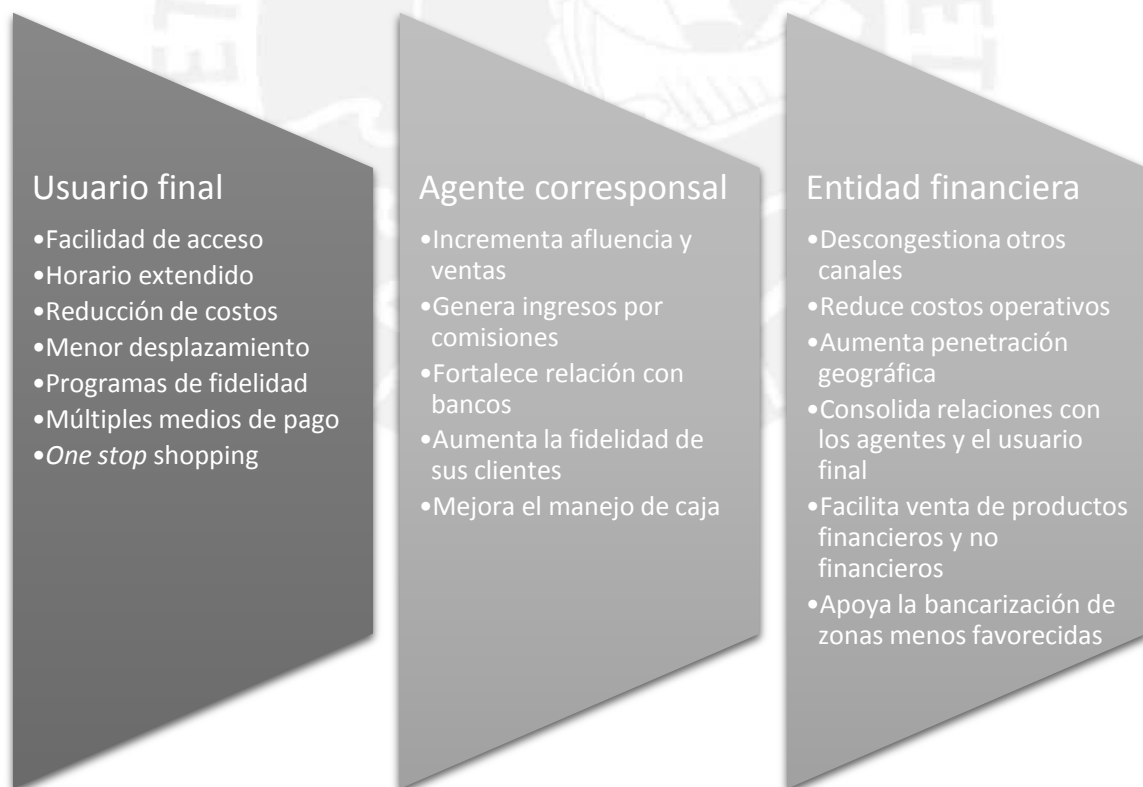 Usuario final
•Facilidad de acceso
•Horario extendido
•Reducción de costos
•Menor desplazamiento
•Programas de fidelidad
•Múltiples medios de pago
•One stop shopping
Agente corresponsal
•Incrementa afluencia y
ventas
•Genera ingresos por
comisiones
•Fortalece relación con
bancos
•Aumenta la fidelidad de
sus clientes
•Mejora el manejo de caja
Entidad financiera
•Descongestiona otros
canales
•Reduce costos operativos
•Aumenta penetración
geográfica
•Consolida relaciones con
los agentes y el usuario
final
•Facilita venta de productos
financieros y no
financieros
•Apoya la bancarización de
zonas menos favorecidas